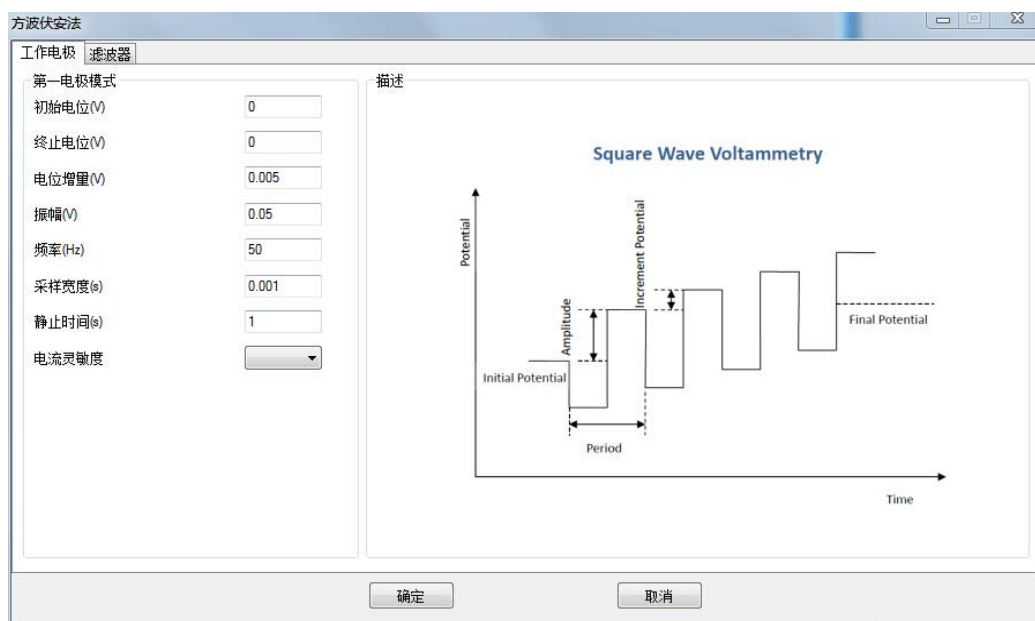 方波伏安法
工作电极 滤波器
第一电极模式
初始电位(V) 0
终止电位(V) 0
电位增量(V) 0.005
振幅(V) 0.05
频率(Hz) 50
采样宽度(s) 0.001
静止时间(s) 1
电流灵敏度
描述
Square Wave Voltammetry
Potential
Increment Potential
Amplitude
Initial Potential
Final Potential
Period
Time
确定 取消